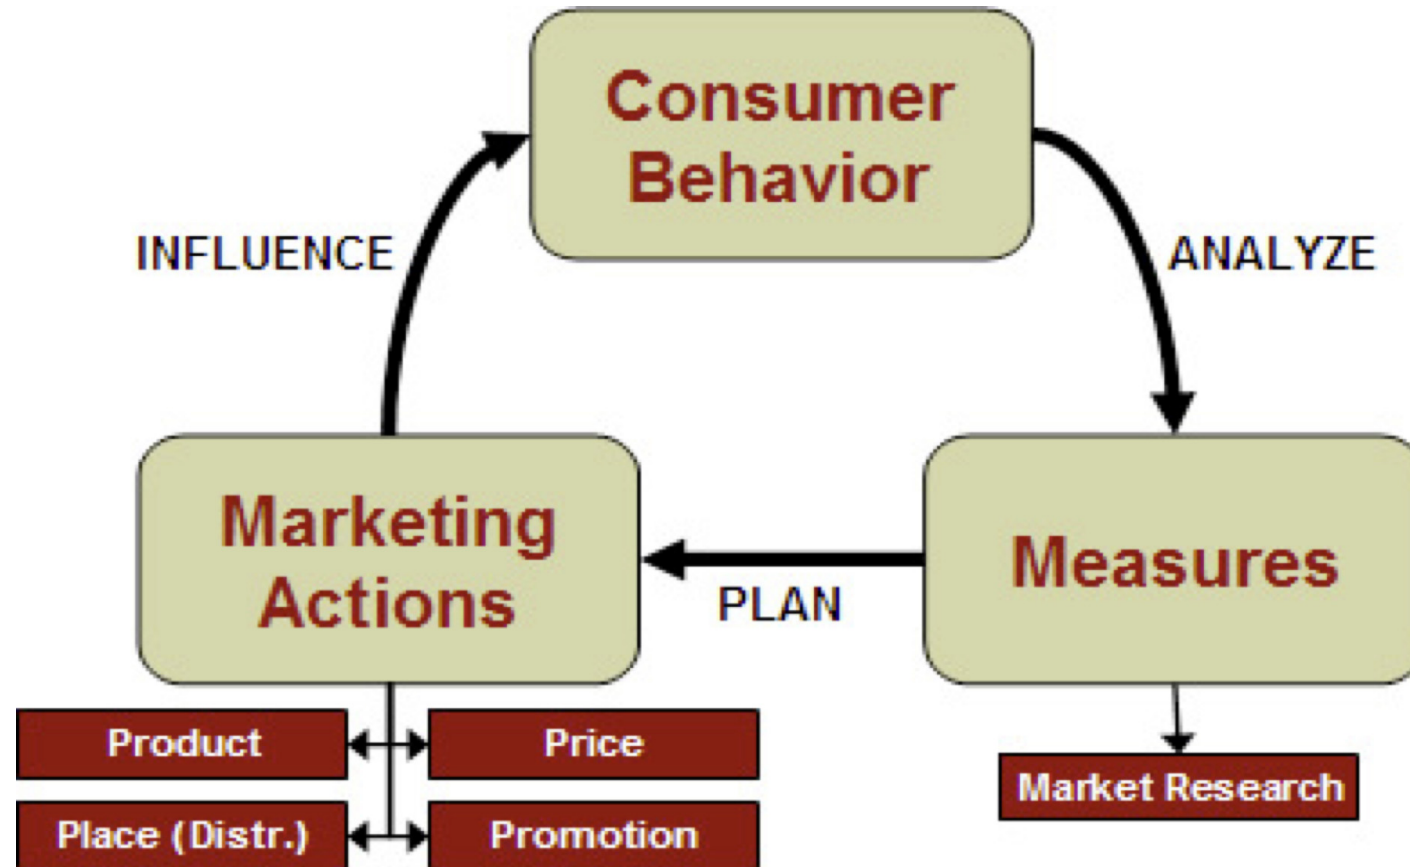 Consumer
Behavior
INFLUENCE
ANALYZE
Marketing
Actions
PLAN
Measures
Product
Price
Market Research
Place (Distr.)
Promotion